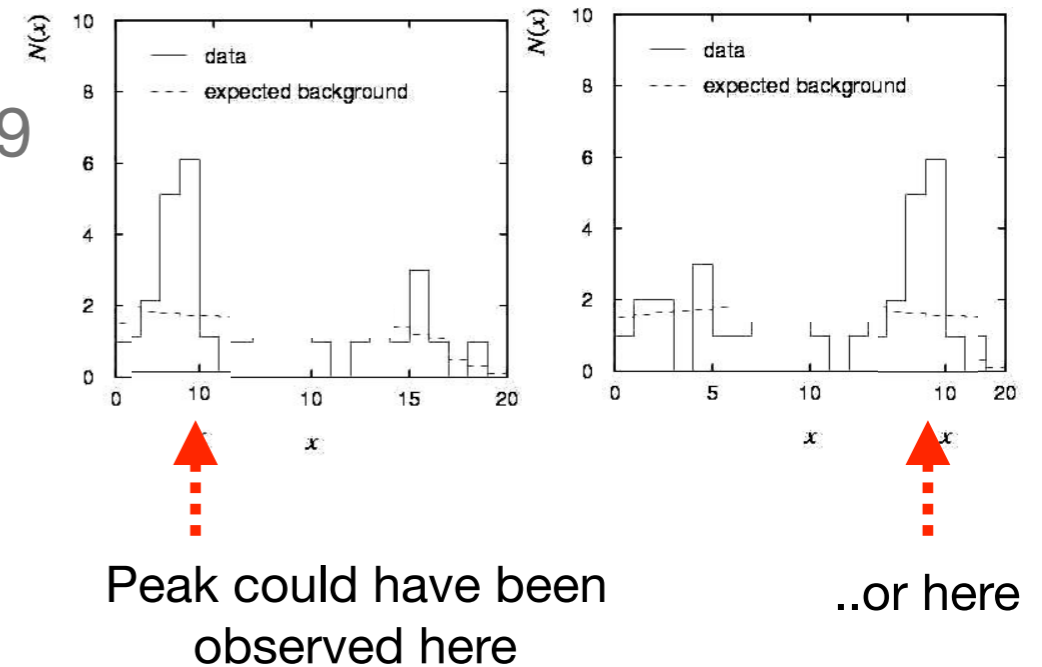 9
N(x)
10
8
6
4
2
0
data
expected background
0 10 10 15 20
x
N(x)
10
8
6
4
2
0
data
expected background
0 5 10 10 20
x x
Peak could have been
observed here
..or here